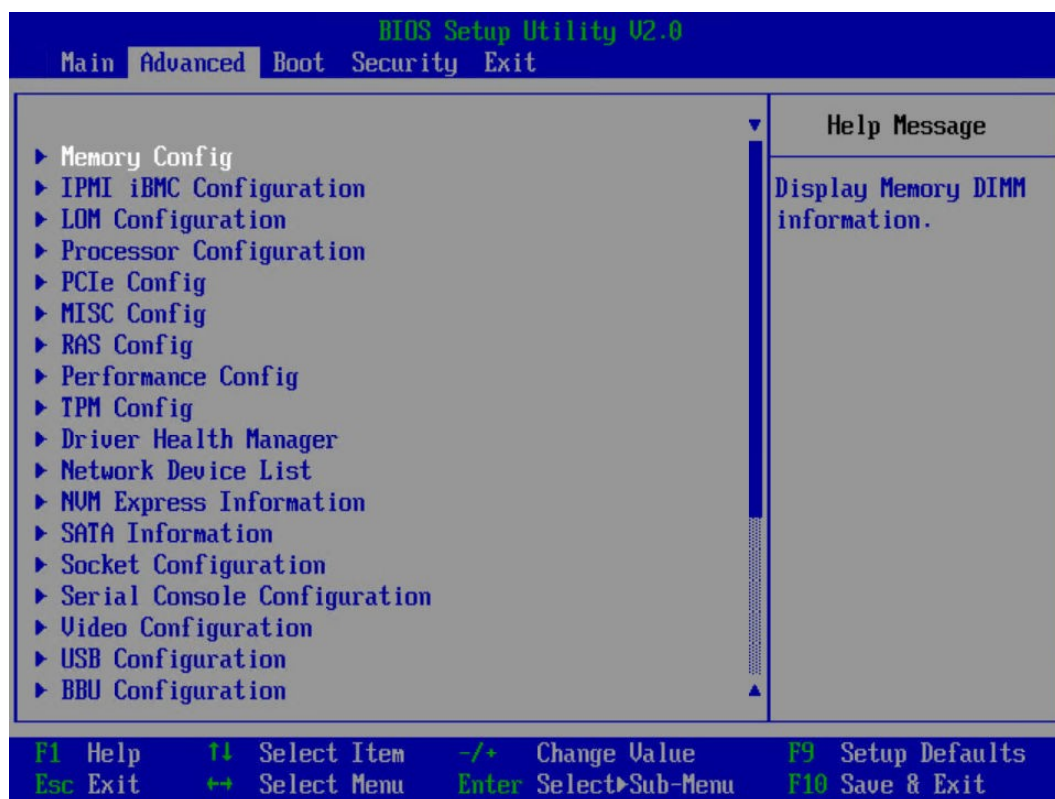 BIOS Setup Utility V2.0
Main Advanced Boot Security Exit
Memory Config
IPMI iBMC Configuration
LOM Configuration
Processor Configuration
PCIe Config
MISC Config
RAS Config
Performance Config
TPM Config
Driver Health Manager
Network Device List
NVM Express Information
SATA Information
Socket Configuration
Serial Console Configuration
Video Configuration
USB Configuration
BBU Configuration
Help Message
Display Memory DIMM
information.
F1 Help ↑↓ Select Item -/+ Change Value F9 Setup Defaults
Esc Exit ←→ Select Menu Enter Select▶Sub-Menu F10 Save & Exit